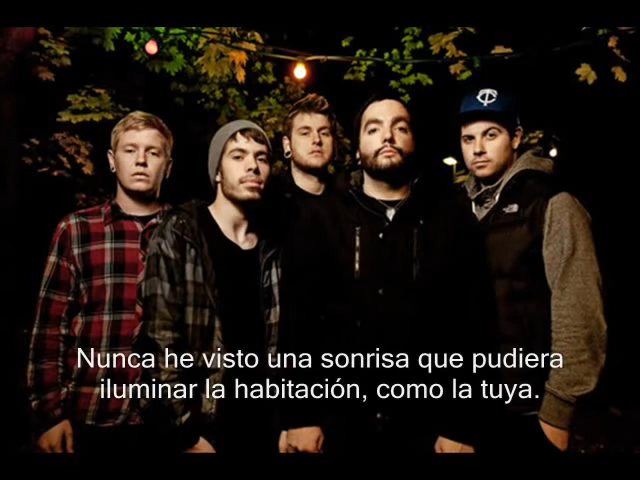 Nunca he visto una sonrisa que pudiera
iluminar la habitación, como la tuya.